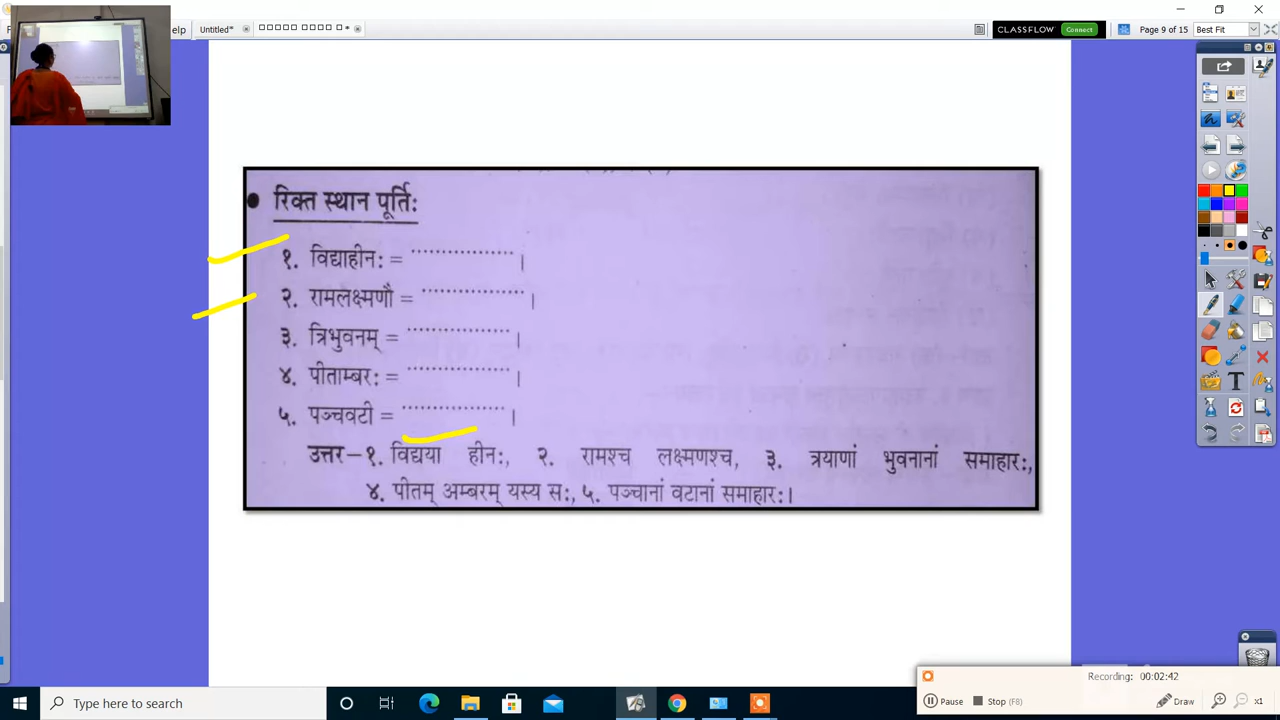 help
Untitled*
CLASSFLOW Connect
Page 9 of 15
Best Fit
● रिक्त स्थान पूर्तिः
१. विद्याहीनः = .................. ।
२. रामलक्ष्मणौ = .................. ।
३. त्रिभुवनम् = .................. ।
४. पीताम्बरः = .................. ।
५. पञ्चवटी = .................. ।
उत्तर –१. विद्यया हीनः, २. रामश्च लक्ष्मणश्च, ३. त्रयाणां भुवनानां समाहारः,
४. पीतम् अम्बरम् यस्य सः, ५. पञ्चानां वटानां समाहारः।
Recording: 00:02:42
Pause Stop (F8) Draw x1
Type here to search